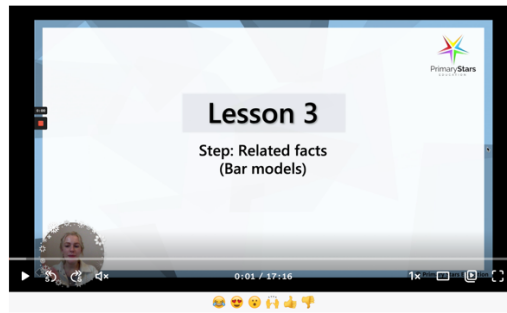 PrimaryStars
EDUCATION
Lesson 3
Step: Related facts
(Bar models)
0:01 / 17:16
1x